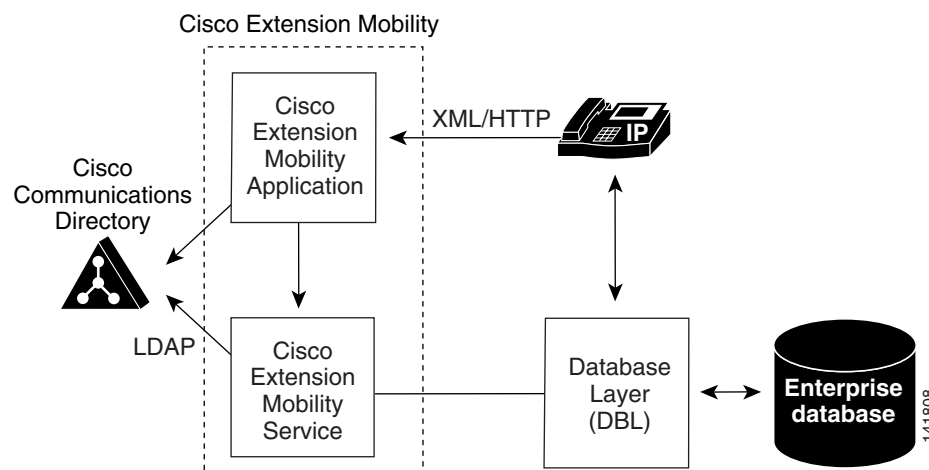 Cisco Extension Mobility
Cisco
Extension
Mobility
Application
XML/HTTP
IP
Cisco
Communications
Directory
LDAP
Cisco
Extension
Mobility
Service
Database
Layer
(DBL)
Enterprise
database
141808